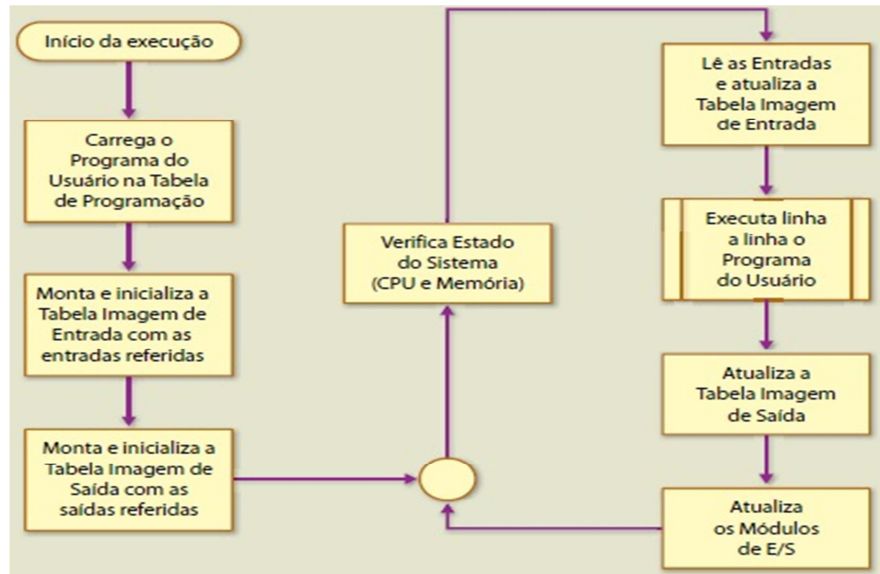 Início da execução
Carrega o
Programa do
Usuário na Tabela
de Programação
Monta e inicializa a
Tabela Imagem de
Entrada com as
entradas referidas
Monta e inicializa a
Tabela Imagem de
Saída com as
saídas referidas
Verifica Estado
do Sistema
(CPU e Memória)
Lê as Entradas
e atualiza a
Tabela Imagem
de Entrada
Executa linha
a linha o
Programa
do Usuário
Atualiza a
Tabela Imagem
de Saída
Atualiza
os Módulos
de E/S